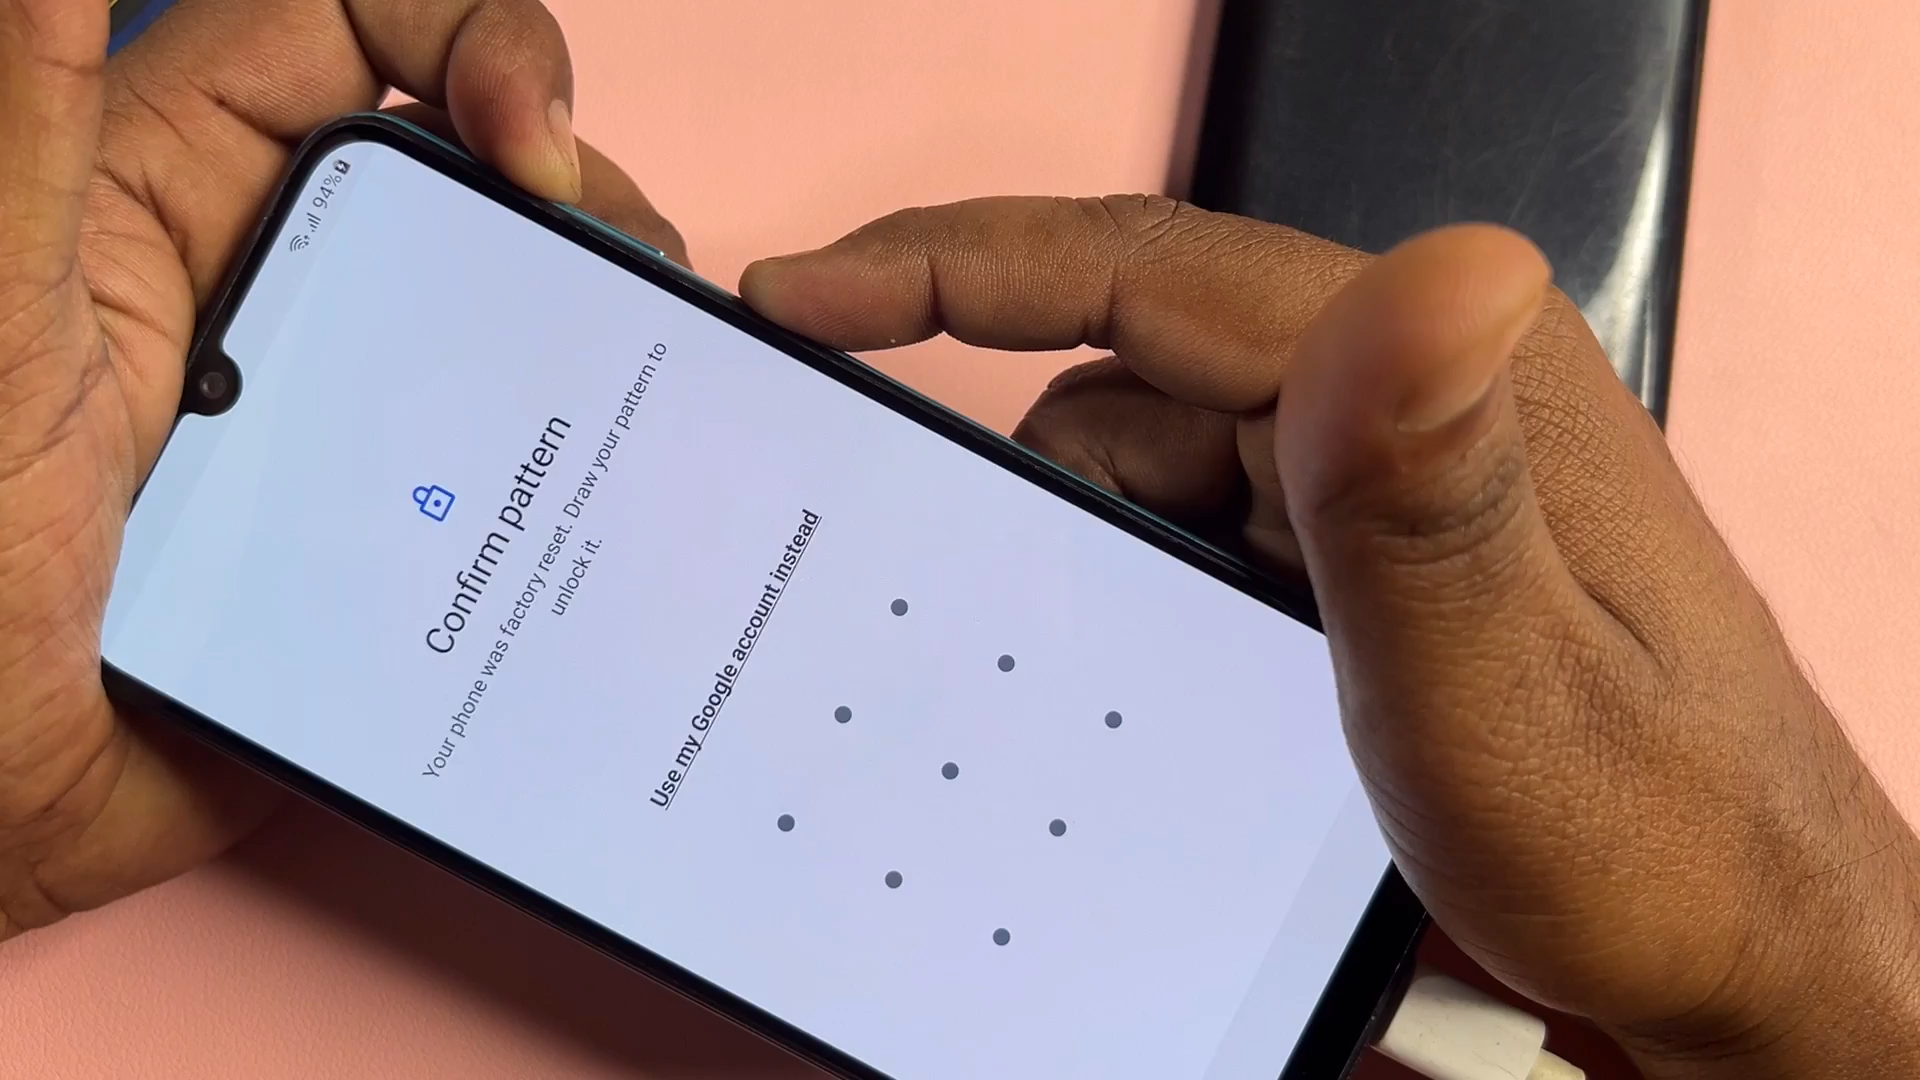 94%
Confirm pattern
Your phone was factory reset. Draw your pattern to
unlock it.
Use my Google account instead